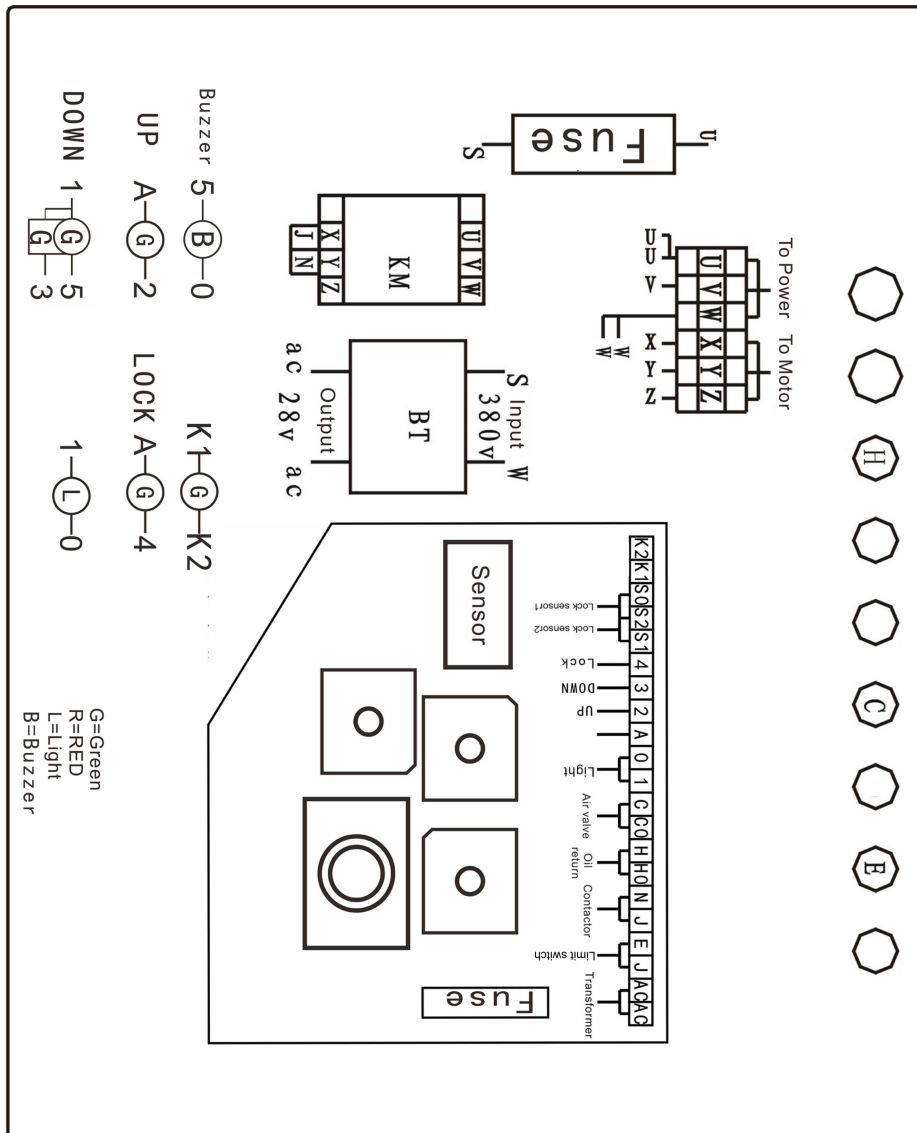 Buzzer 5 B 0
UP A G 2
DOWN 1 G 5
G 3
K1 G K2
LOCK A G 4
1 L 0
G=Green
R=RED
L=Light
B=Buzzer
S Fuse U
U V W
KM
X Y Z
J N
To Power
To Motor
U V W X Y Z
U
U
V
W
W
X
Y
Z
S Input W
380v
BT
Output
ac 28v ac
Sensor
Fuse
K2 K1 S0 S2 S1 4 3 2 A 0 1 C C0 H H0 N J E J AC AC
Lock sensor1
Lock sensor2
Lock
DOWN
UP
Light
Air valve
Oil return
Contactor
Limit switch
Transformer
H
C
E